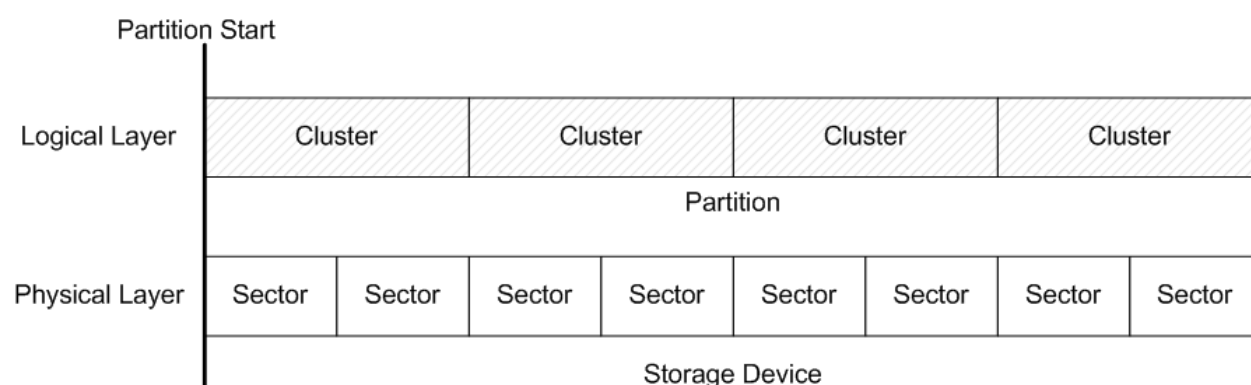 Partition Start
Logical Layer Cluster Cluster Cluster Cluster
Partition
Physical Layer Sector Sector Sector Sector Sector Sector Sector Sector
Storage Device